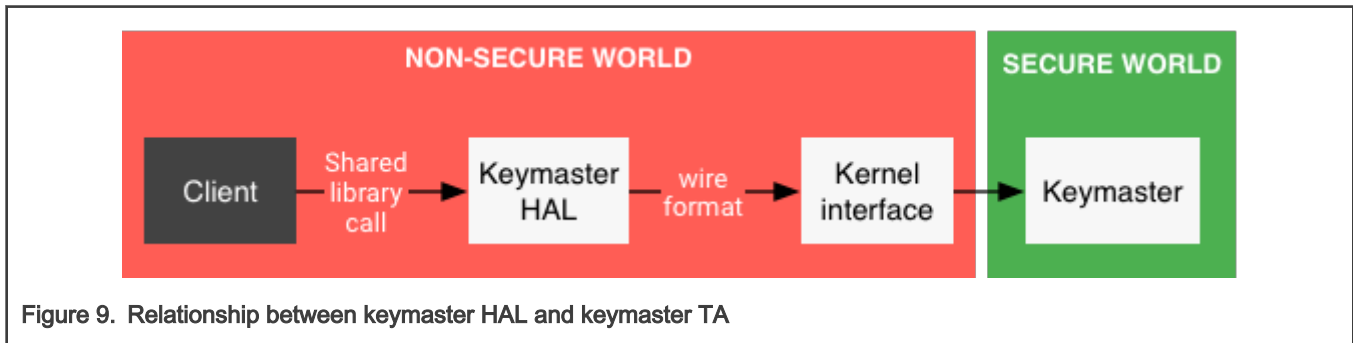 NON-SECURE WORLD
SECURE WORLD
Client
Shared
library
call
Keymaster
HAL
wire
format
Kernel
interface
Keymaster
Figure 9. Relationship between keymaster HAL and keymaster TA